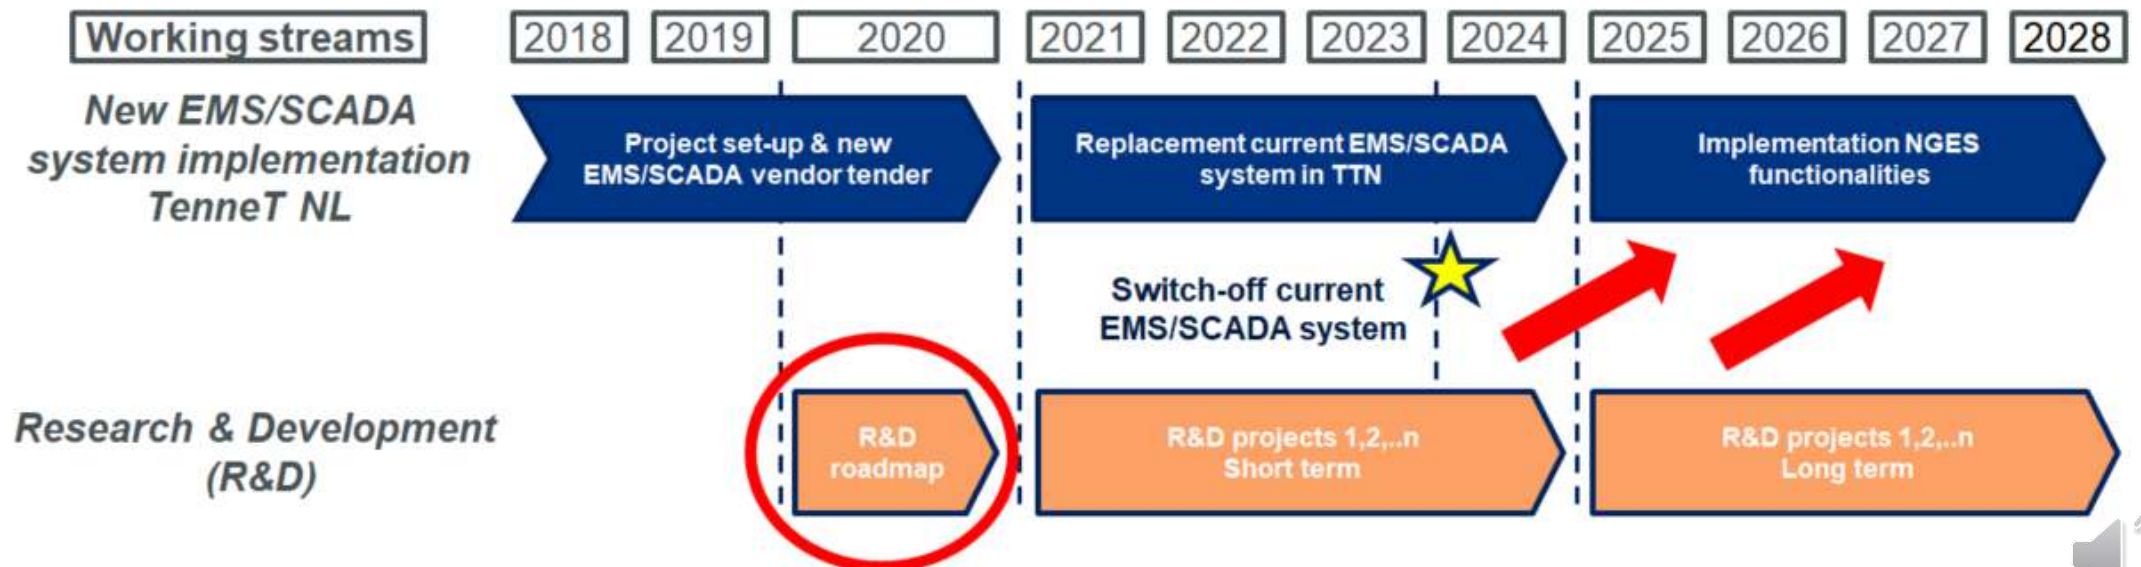 Working streams 2018 2019 2020 2021 2022 2023 2024 2025 2026 2027 2028
New EMS/SCADA
system implementation
TenneT NL
Project set-up & new
EMS/SCADA vendor tender
Replacement current EMS/SCADA
system in TTN
Implementation NGES
functionalities
Switch-off current
EMS/SCADA system
Research & Development
(R&D)
R&D
roadmap
R&D projects 1,2,..n
Short term
R&D projects 1,2,..n
Long term